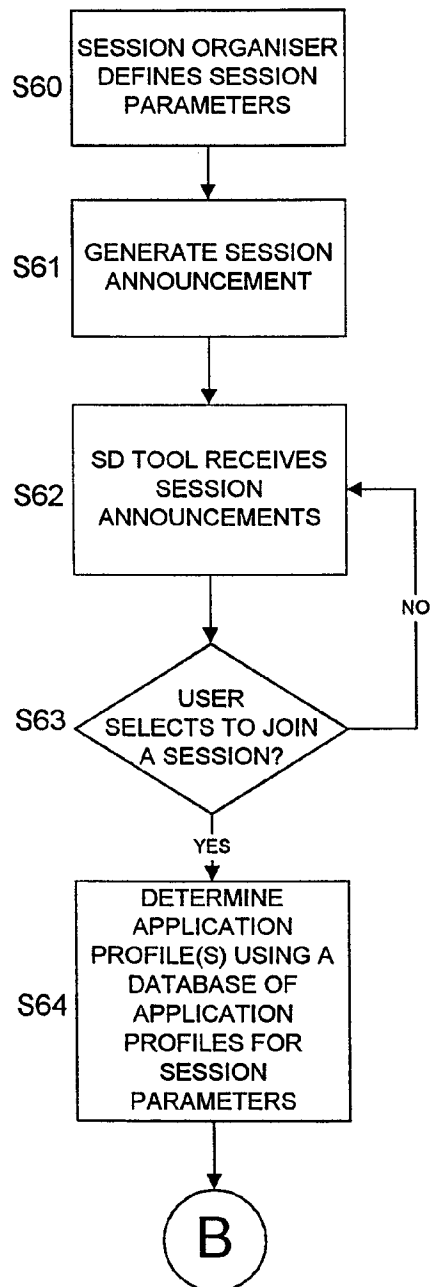 S60
SESSION ORGANISER
DEFINES SESSION
PARAMETERS
S61
GENERATE SESSION
ANNOUNCEMENT
S62
SD TOOL RECEIVES
SESSION
ANNOUNCEMENTS
NO
S63
USER
SELECTS TO JOIN
A SESSION?
YES
S64
DETERMINE
APPLICATION
PROFILE(S) USING A
DATABASE OF
APPLICATION
PROFILES FOR
SESSION
PARAMETERS
B